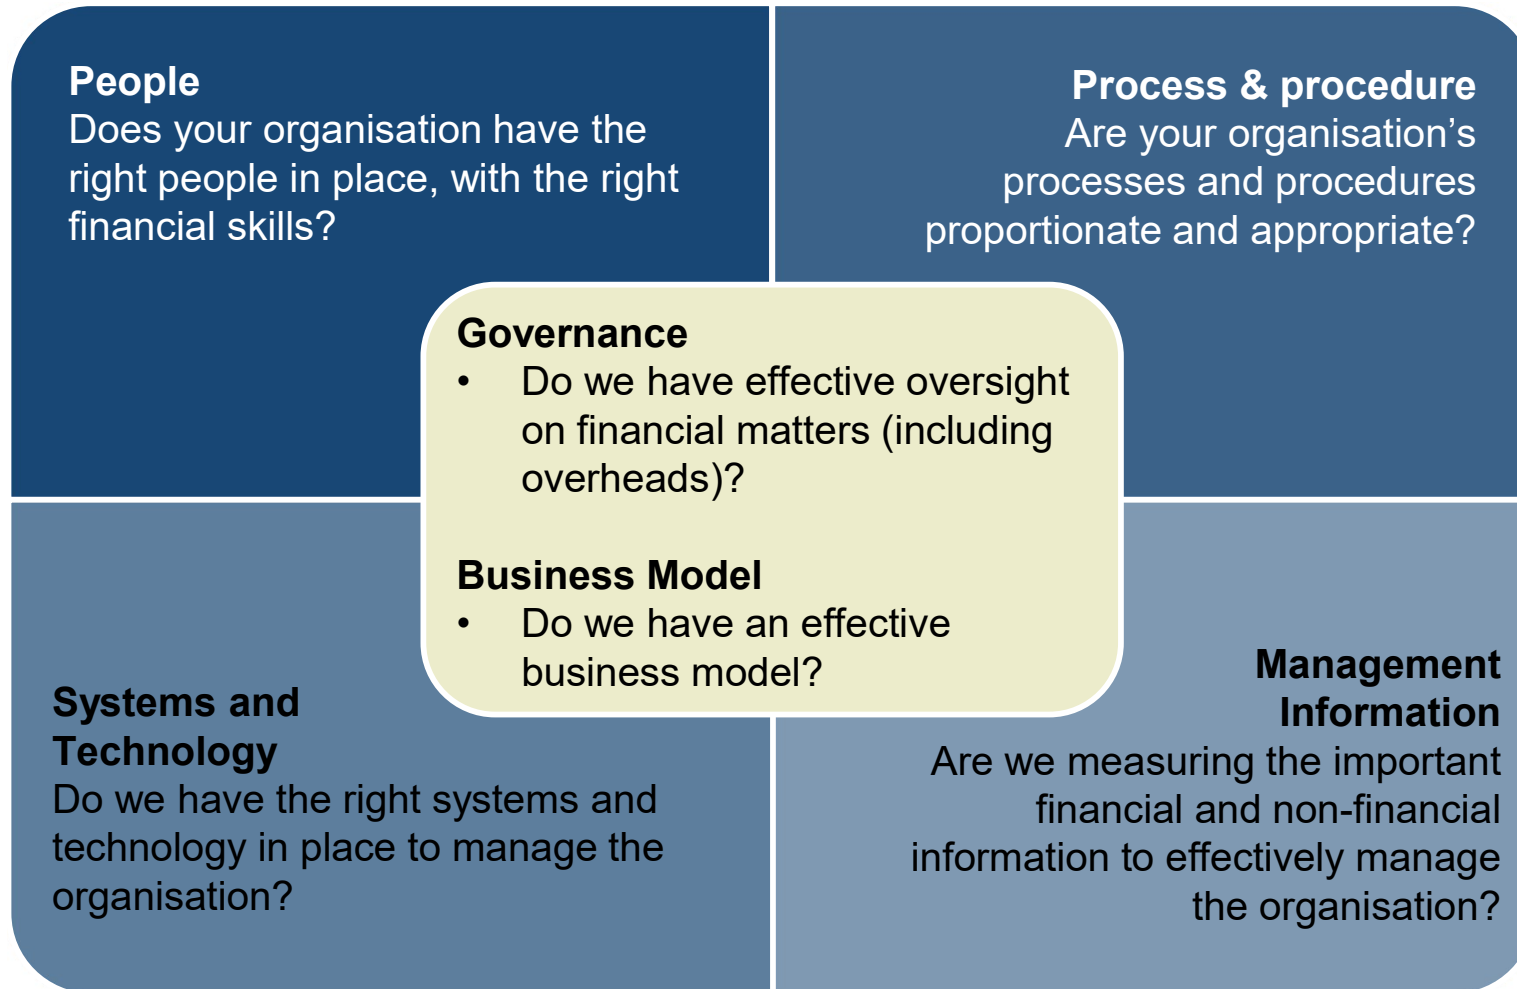 People
Does your organisation have the
right people in place, with the right
financial skills?
Process & procedure
Are your organisation’s
processes and procedures
proportionate and appropriate?
Governance
• Do we have effective oversight
on financial matters (including
overheads)?
Business Model
• Do we have an effective
business model?
Systems and
Technology
Do we have the right systems and
technology in place to manage the
organisation?
Management
Information
Are we measuring the important
financial and non-financial
information to effectively manage
the organisation?